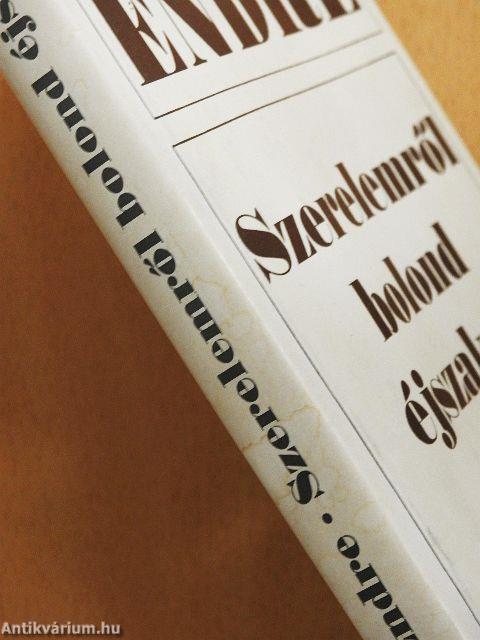 ENDRE
Szerelemről
bolond
éjszak
ndre • Szerelemről bolond éjs
Antikvárium.hu